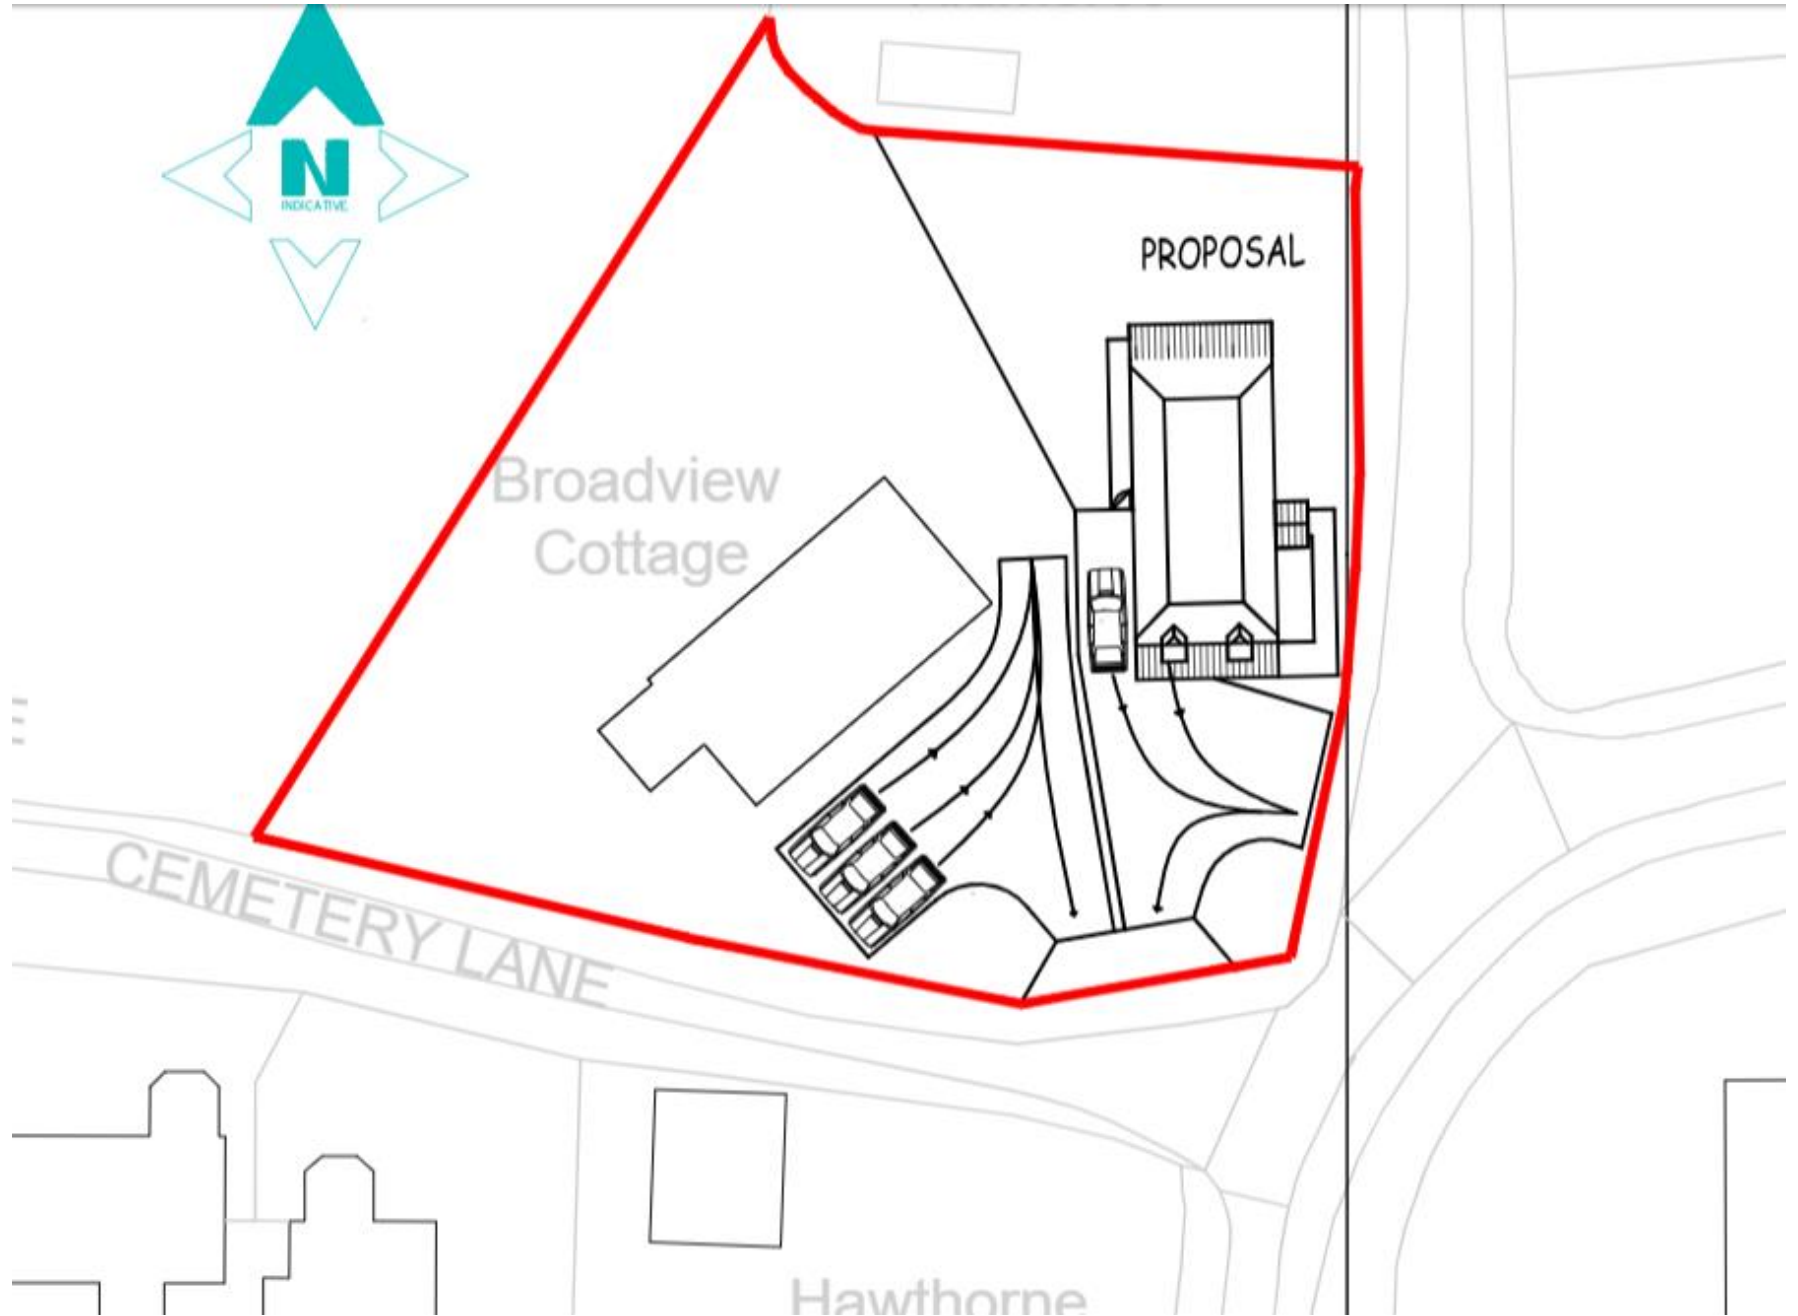 N
INDICATIVE
PROPOSAL
Broadview
Cottage
CEMETERY LANE
Hawthorne